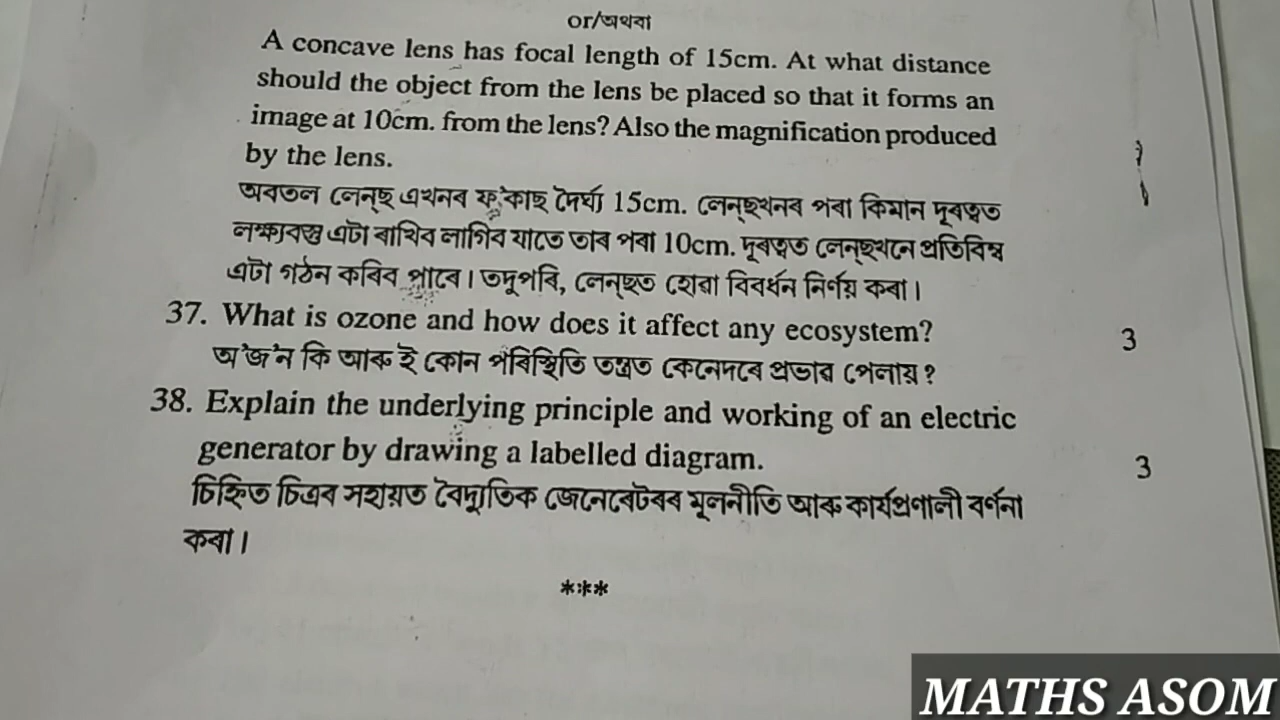 or/অথবা
A concave lens has focal length of 15cm. At what distance
should the object from the lens be placed so that it forms an
image at 10cm. from the lens? Also the magnification produced
by the lens.
অৱতল লেন্‌ছ এখনৰ ফ'কাছ দৈৰ্ঘ্য 15cm. লেন্‌ছখনৰ পৰা কিমান দূৰত্বত
লক্ষ্যবস্তু এটা ৰাখিব লাগিব যাতে তাৰ পৰা 10cm. দূৰত্বত লেন্‌ছখনে প্ৰতিবিম্ব
এটা গঠন কৰিব পাৰে। তদুপৰি, লেন্‌ছত হোৱা বিবৰ্ধন নিৰ্ণয় কৰা।
37. What is ozone and how does it affect any ecosystem? 3
অ'জ'ন কি আৰু ই কোন পৰিস্থিতি তন্ত্ৰত কেনেদৰে প্ৰভাৱ পেলায়?
38. Explain the underlying principle and working of an electric
generator by drawing a labelled diagram. 3
চিহ্নিত চিত্ৰৰ সহায়ত বৈদ্যুতিক জেনেৰেটৰৰ মূলনীতি আৰু কাৰ্যপ্ৰণালী বৰ্ণনা
কৰা।
***
MATHS ASOM